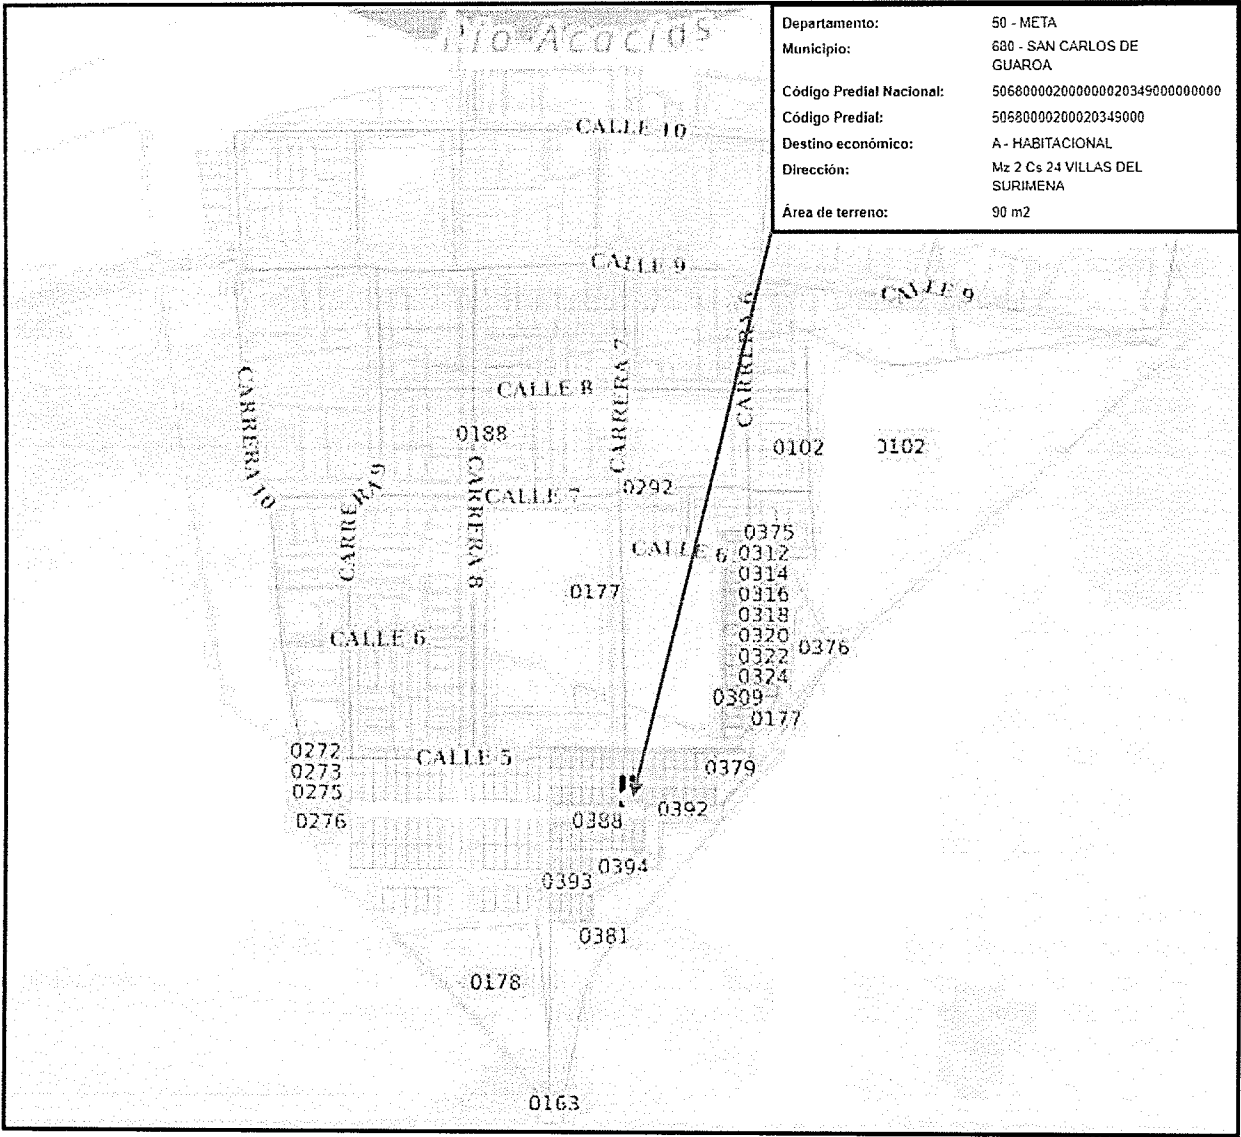 Río Acacias
Departamento: 50 - META
Municipio: 680 - SAN CARLOS DE
GUAROA
Código Predial Nacional: 506800002000000020349000000000
Código Predial: 50680000200020349000
Destino económico: A - HABITACIONAL
Dirección: Mz 2 Cs 24 VILLAS DEL
SURIMENA
Área de terreno: 90 m2
CALLE 10
CALLE 9
CALLE 9
CARRERA 6
CARRERA 7
CALLE 8
CARRERA 10
0188
0102
0102
CARRERA 9
CARRERA 8
CALLE 7
0292
0375
CALLE 6
0312
0314
0177
0316
0318
CALLE 6
0320
0376
0322
0324
0309
0177
0272
CALLE 5
0379
0273
0275
0392
0276
0388
0394
0393
0381
0178
0163